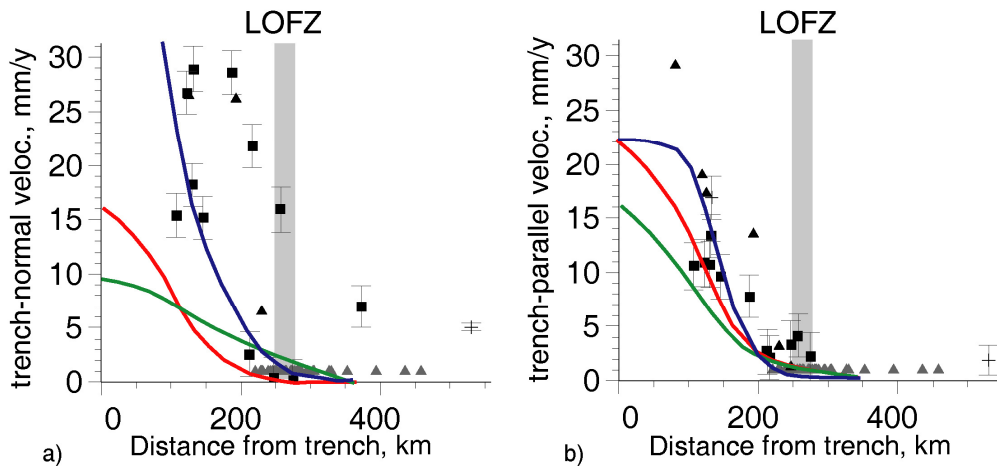 LOFZ
trench-normal veloc., mm/y
30
25
20
15
10
5
0
0
200
400
Distance from trench, km
a)
LOFZ
trench-parallel veloc., mm/y
30
25
20
15
10
5
0
0
200
400
Distance from trench, km
b)